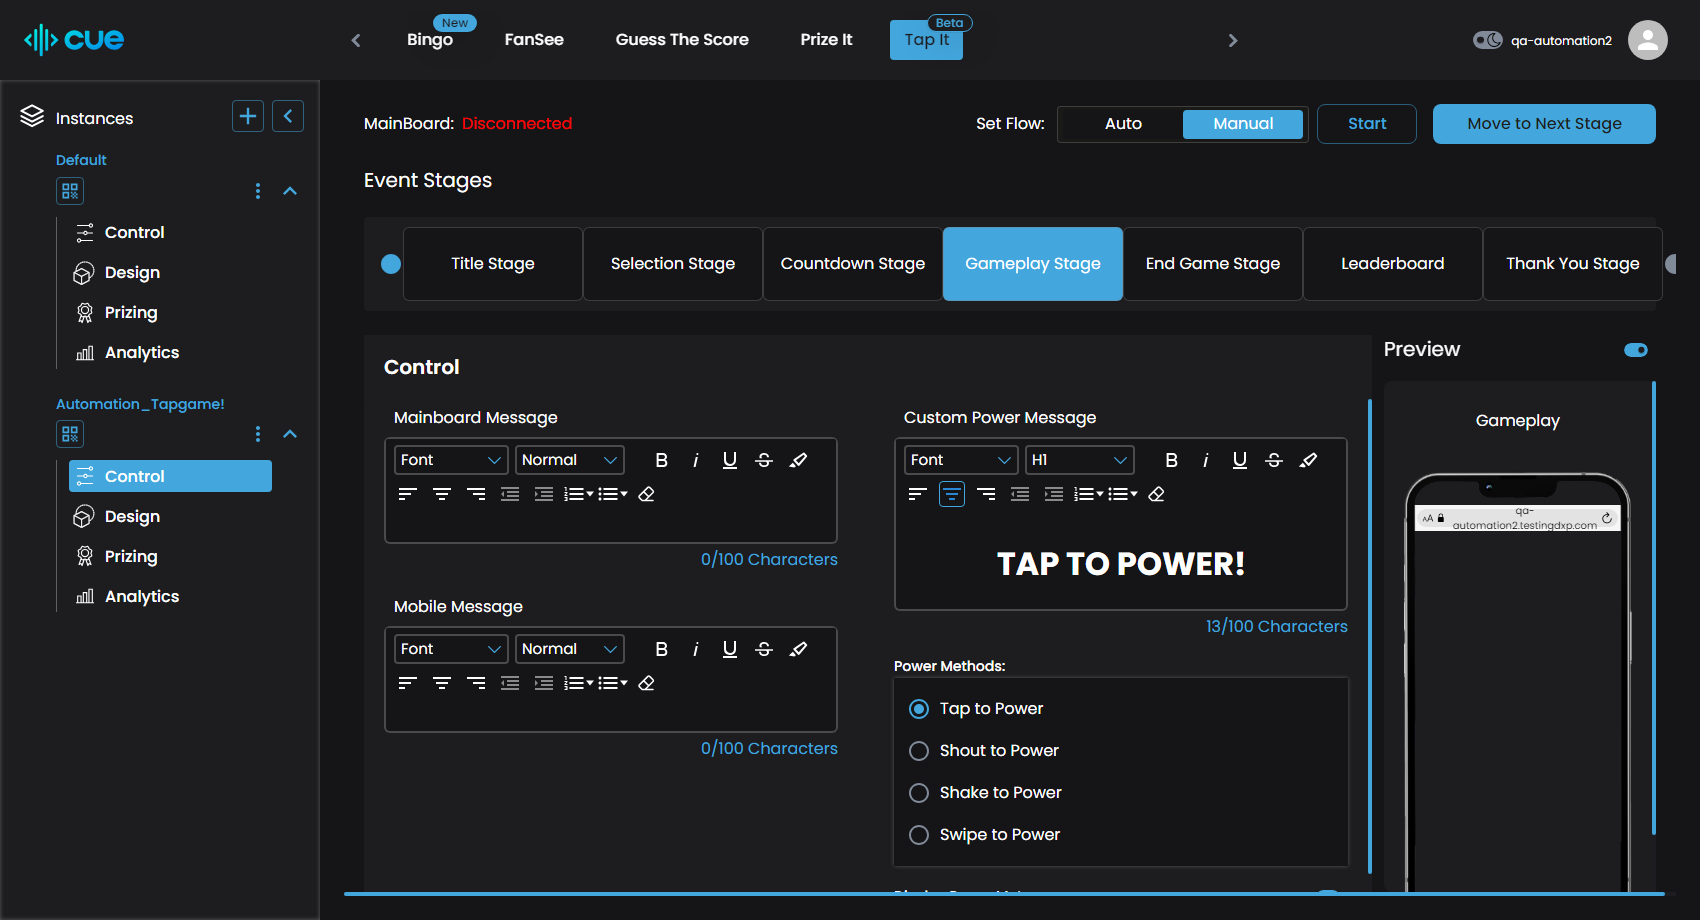 cue
New
Bingo
FanSee
Guess The Score
Prize It
Beta
Tap It
qa-automation2
Instances
Default
Control
Design
Prizing
Analytics
Automation_Tapgame!
Control
Design
Prizing
Analytics
MainBoard: Disconnected
Set Flow:
Auto
Manual
Start
Move to Next Stage
Event Stages
Title Stage
Selection Stage
Countdown Stage
Gameplay Stage
End Game Stage
Leaderboard
Thank You Stage
Control
Mainboard Message
Font
Normal
B i U S
0/100 Characters
Mobile Message
Font
Normal
B i U S
0/100 Characters
Custom Power Message
Font
H1
B i U S
TAP TO POWER!
13/100 Characters
Power Methods:
Tap to Power
Shout to Power
Shake to Power
Swipe to Power
Preview
Gameplay
AA
qa-
automation2.testingdxp.com